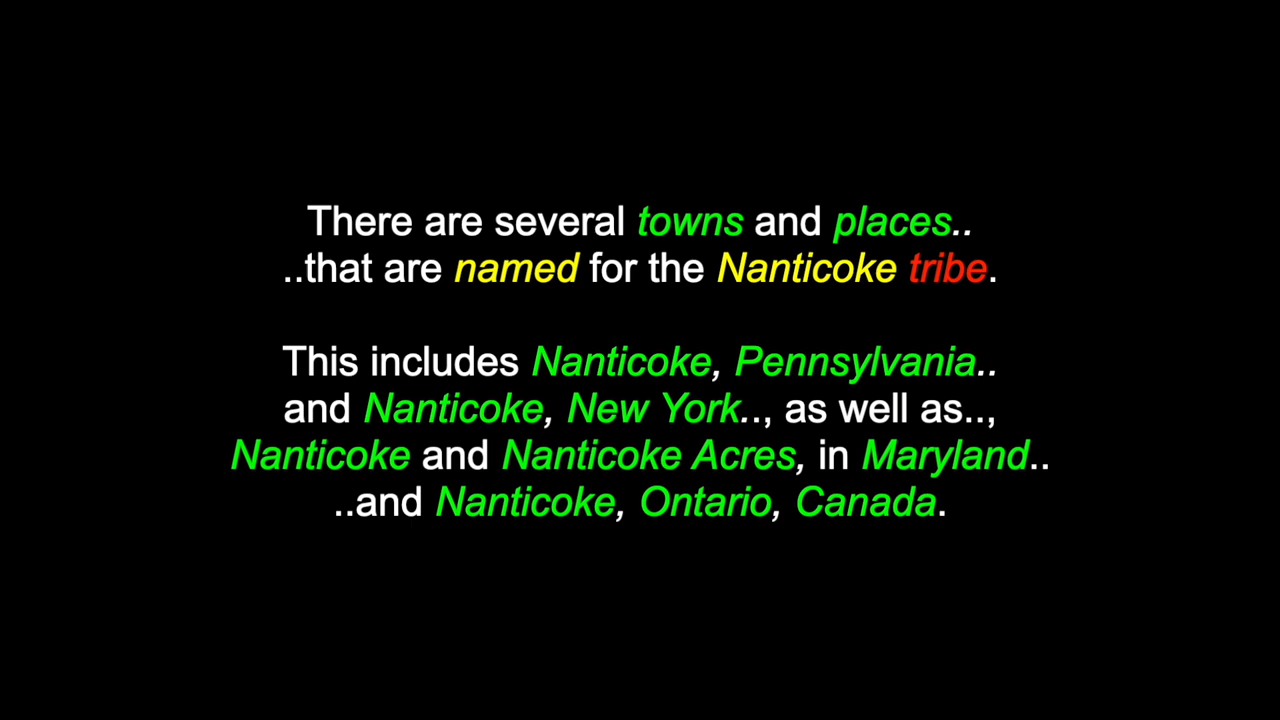 There are several towns and places..
..that are named for the Nanticoke tribe.
This includes Nanticoke, Pennsylvania..
and Nanticoke, New York.., as well as..,
Nanticoke and Nanticoke Acres, in Maryland..
..and Nanticoke, Ontario, Canada.